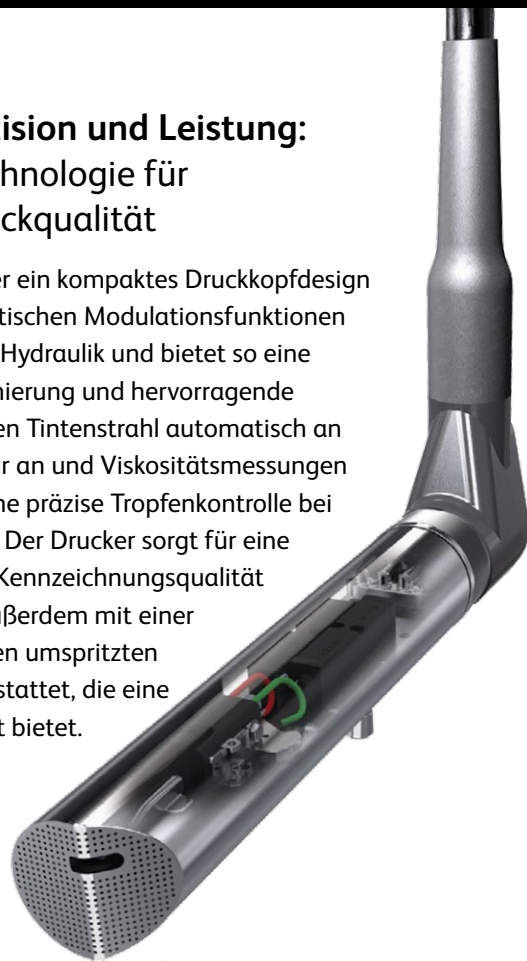 ision und Leistung:
hnologie für
ckqualität
er ein kompaktes Druckkopfdesign
tischen Modulationsfunktionen
Hydraulik und bietet so eine
nierung und hervorragende
en Tintenstrahl automatisch an
r an und Viskositätsmessungen
ne präzise Tropfenkontrolle bei
Der Drucker sorgt für eine
Kennzeichnungsqualität
ußerdem mit einer
en umspritzten
stattet, die eine
t bietet.